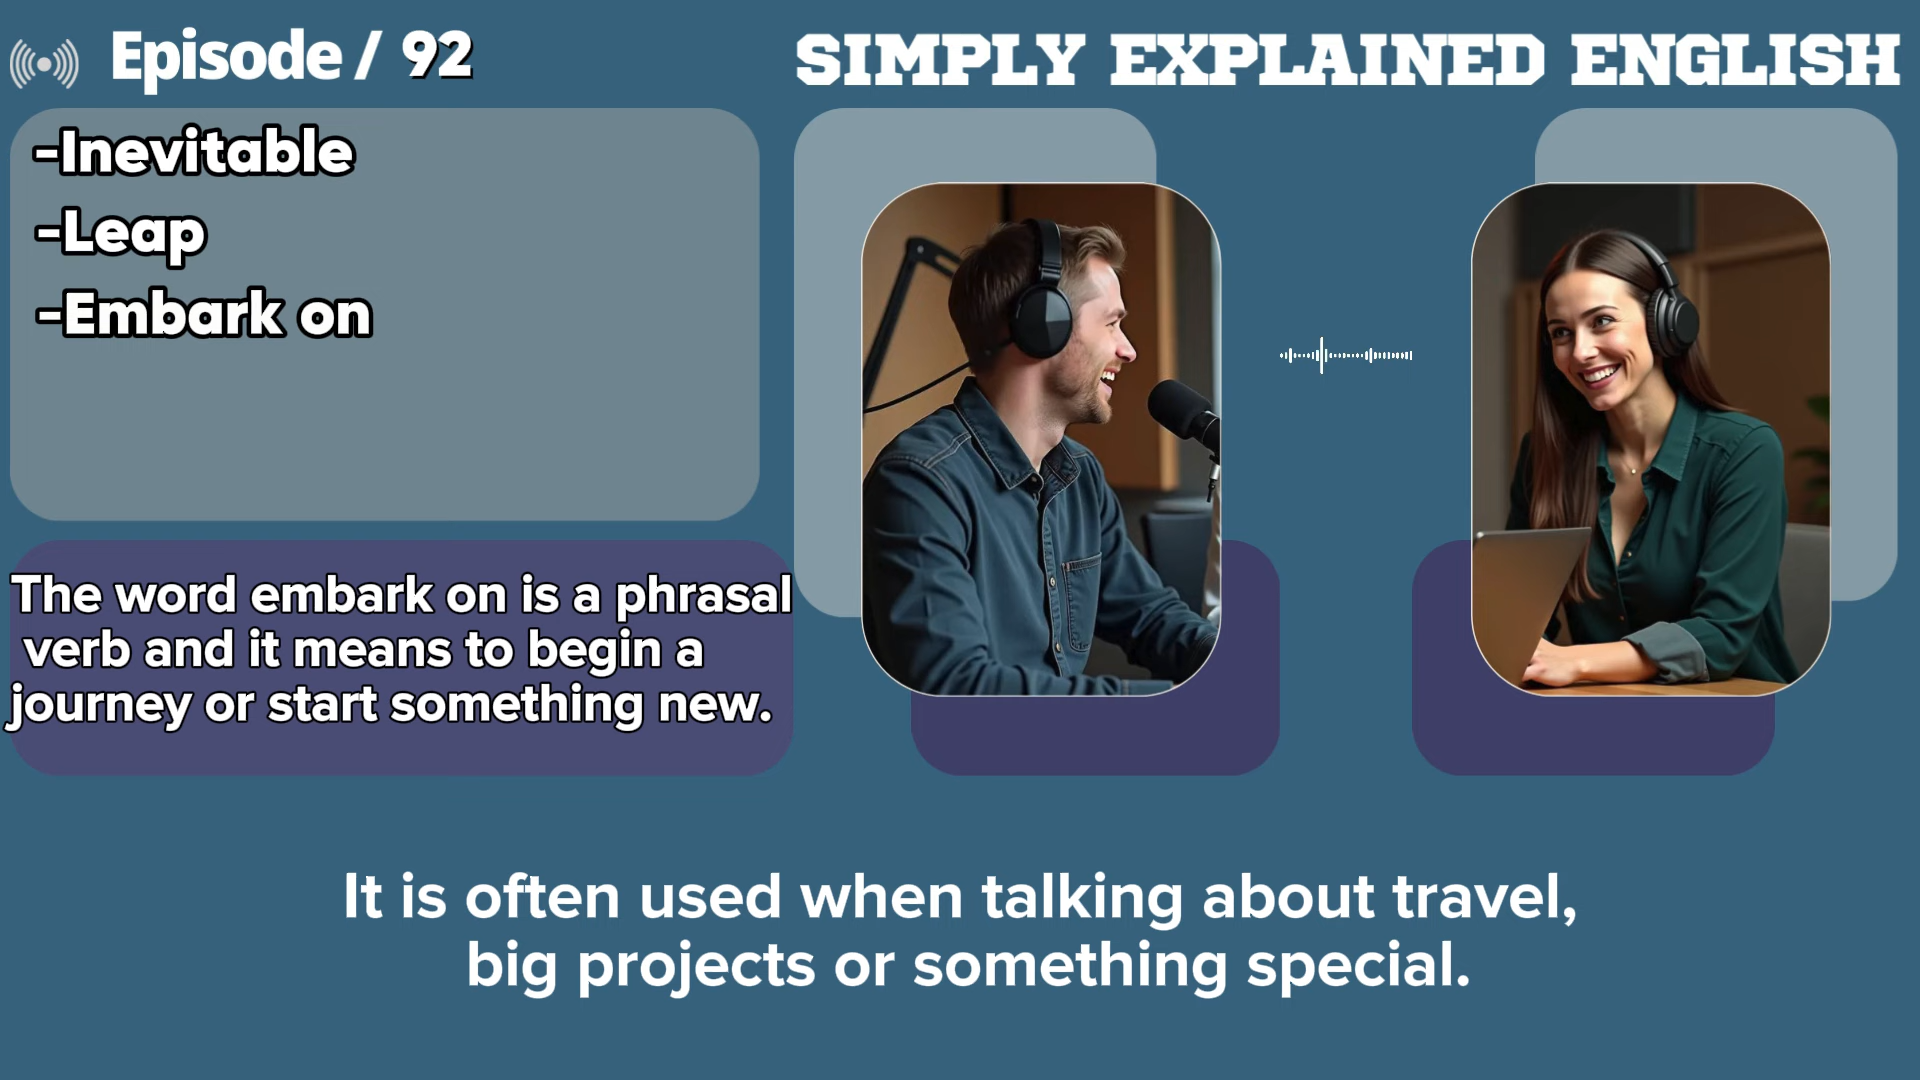 Episode / 92
SIMPLY EXPLAINED ENGLISH
-Inevitable
-Leap
-Embark on
The word embark on is a phrasal
verb and it means to begin a
journey or start something new.
It is often used when talking about travel,
big projects or something special.